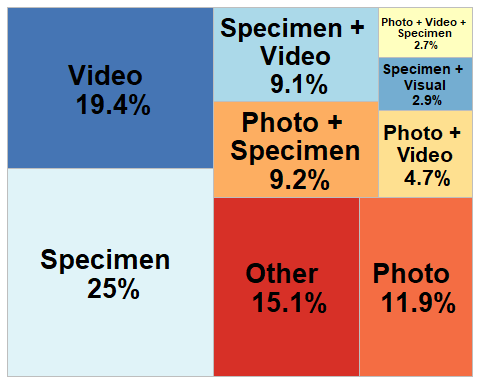 Video
19.4%
Specimen
25%
Specimen +
Video
9.1%
Photo +
Specimen
9.2%
Photo + Video +
Specimen
2.7%
Specimen +
Visual
2.9%
Photo +
Video
4.7%
Other
15.1%
Photo
11.9%